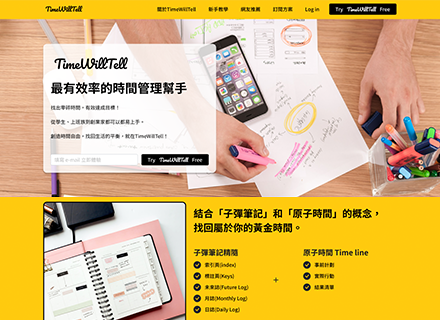 TimeWillTell
關於TimeWillTell
新手教學
網友推薦
訂閱方案
Log in
Try TimeWillTell Free
TimeWillTell
最有效率的時間管理幫手
找出零碎時間，有效達成目標！
從學生、上班族到創業家都可以輕易上手。
創造時間自由，找回生活的平衡，就在TimeWillTell！
填寫 e-mail 立即體驗
Try TimeWillTell Free
結合「子彈筆記」和「原子時間」的概念，
找回屬於你的黃金時間。
子彈筆記精隨
索引頁(index)
標誌頁(Keys)
未來誌(Future Log)
月誌(Monthly Log)
日誌(Daily Log)
+
原子時間 Time line
事前計劃
實際行動
結果清單